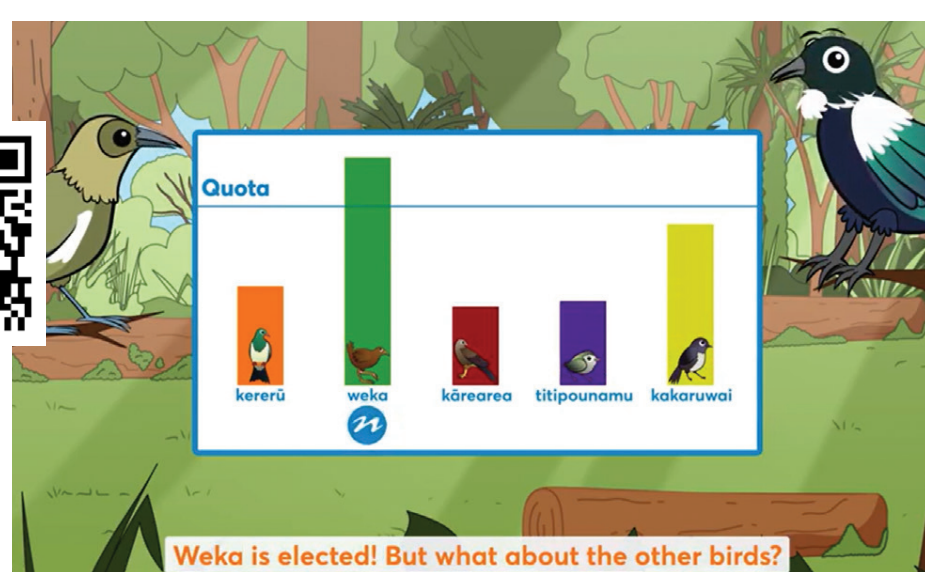 Quota
kererū
weka
kārearea
titipounamu
kakaruwai
Weka is elected! But what about the other birds?